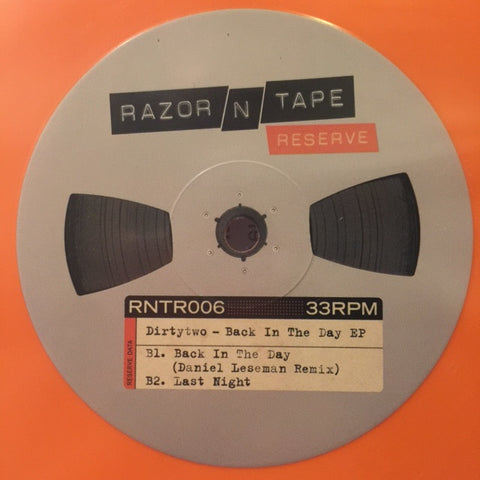 RAZOR N TAPE
RESERVE
RNTR006 33RPM
RESERVE DATA
Dirtytwo - Back In The Day EP
B1. Back In The Day
(Daniel Leseman Remix)
B2. Last Night